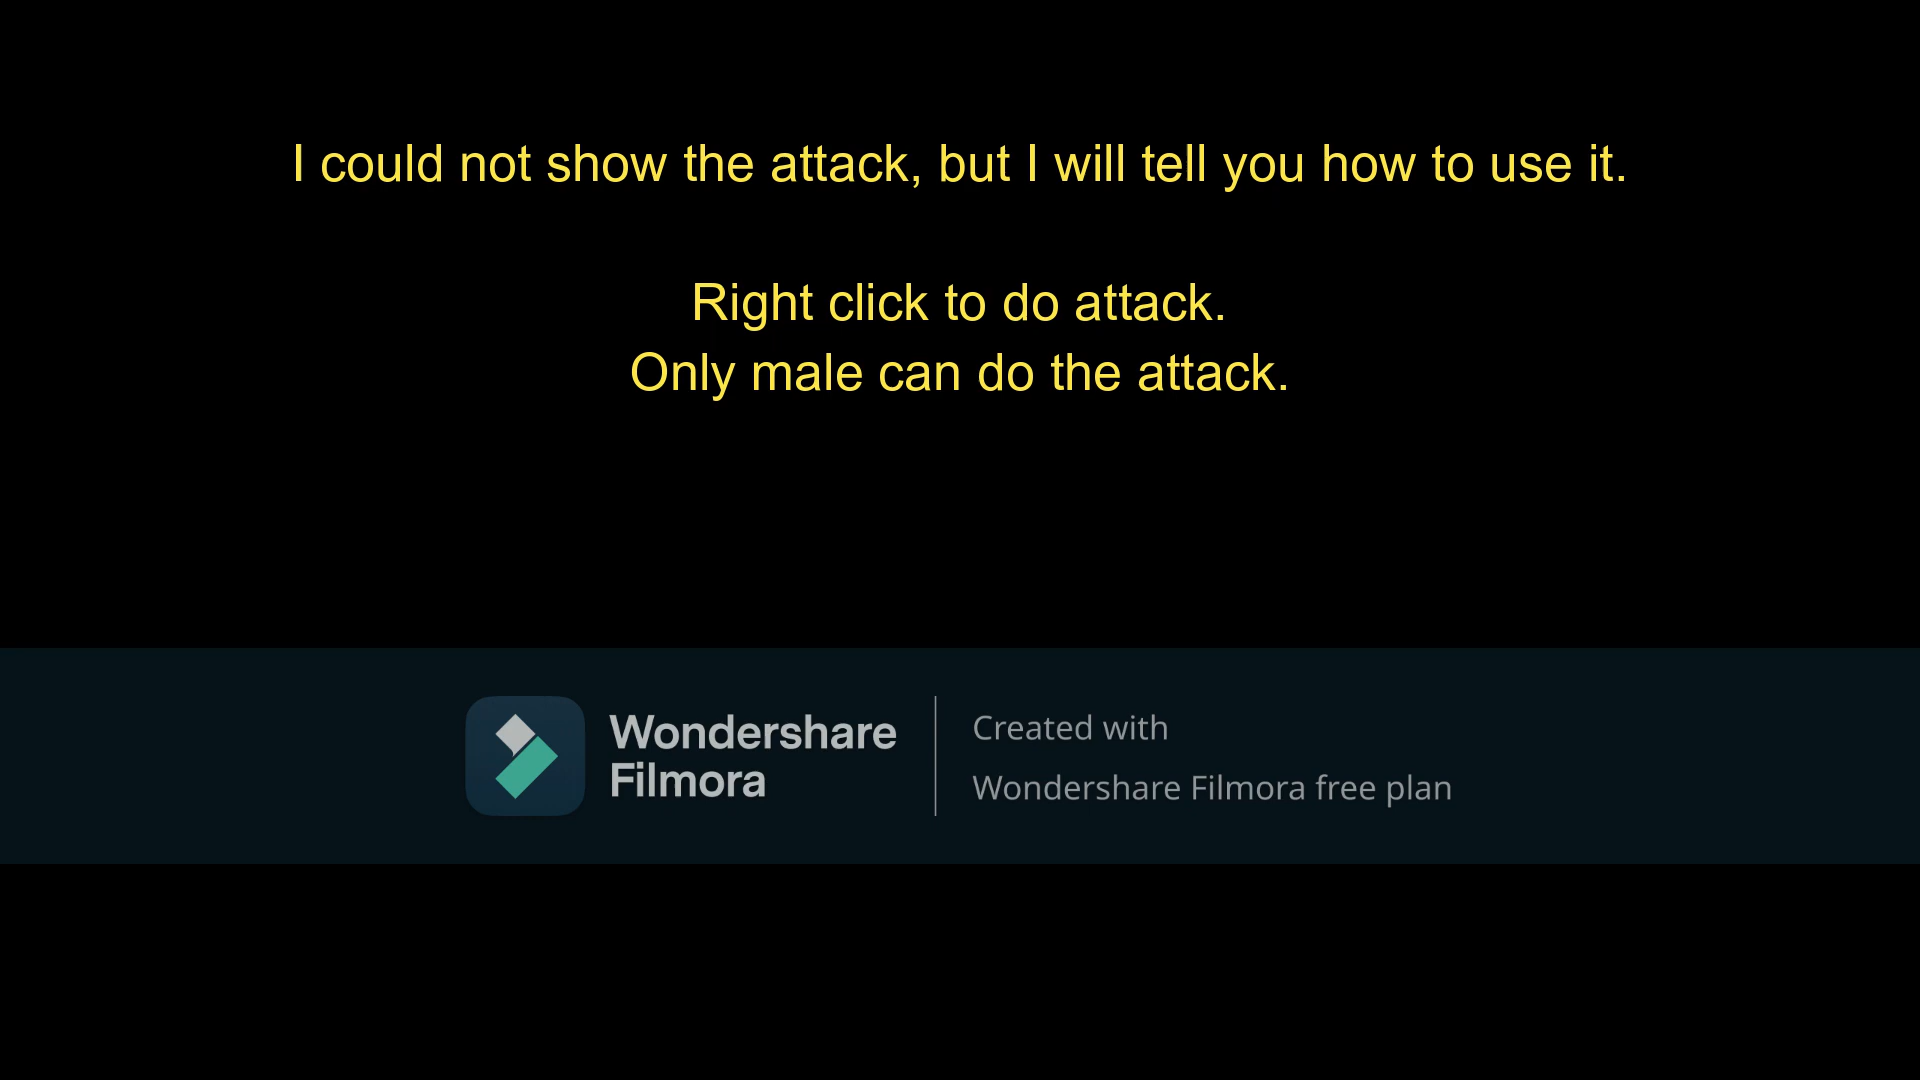 I could not show the attack, but I will tell you how to use it.
Right click to do attack.
Only male can do the attack.
Wondershare
Filmora
Created with
Wondershare Filmora free plan